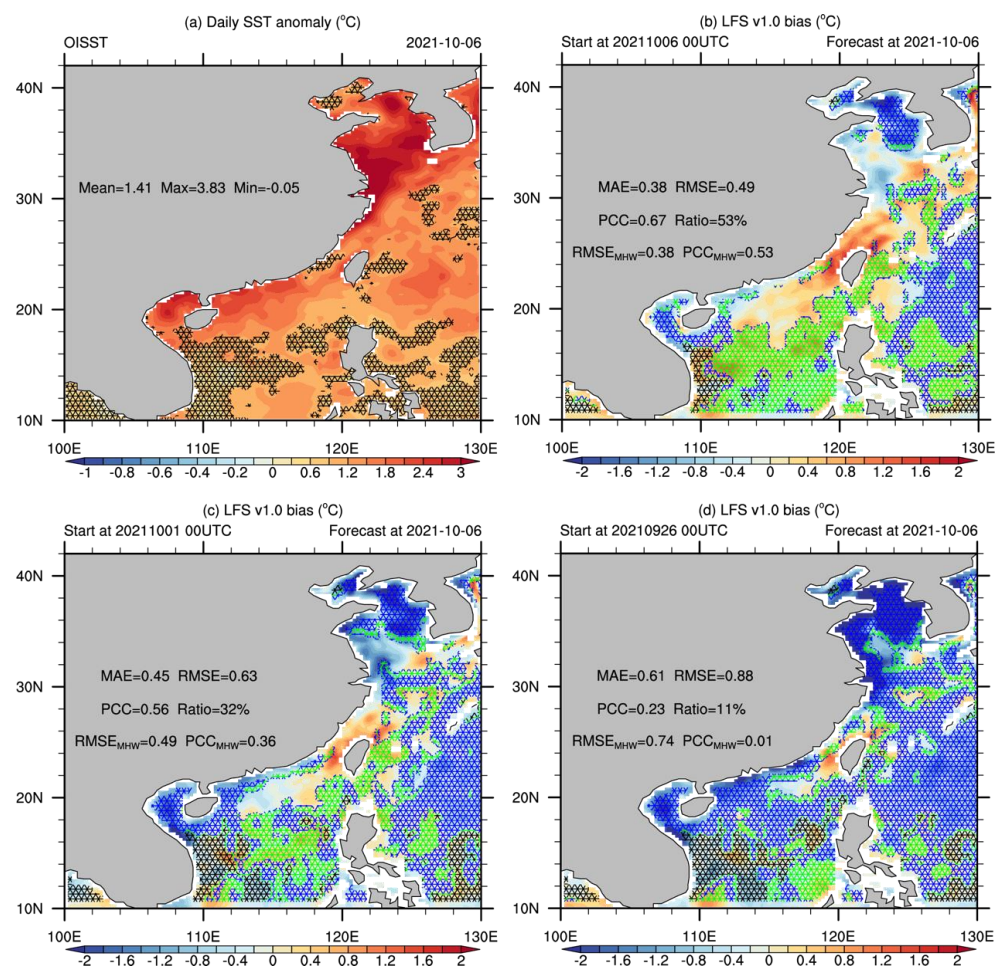 (a) Daily SST anomaly (°C)
OISST 2021-10-06
40N
30N
20N
10N
Mean=1.41 Max=3.83 Min=-0.05
100E 110E 120E 130E
-1 -0.8 -0.6 -0.4 -0.2 0 0.6 1.2 1.8 2.4 3
(b) LFS v1.0 bias (°C)
Start at 20211006 00UTC Forecast at 2021-10-06
40N
30N
20N
10N
MAE=0.38 RMSE=0.49
PCC=0.67 Ratio=53%
RMSEMHW=0.38 PCCMHW=0.53
100E 110E 120E 130E
-2 -1.6 -1.2 -0.8 -0.4 0 0.4 0.8 1.2 1.6 2
(c) LFS v1.0 bias (°C)
Start at 20211001 00UTC Forecast at 2021-10-06
40N
30N
20N
10N
MAE=0.45 RMSE=0.63
PCC=0.56 Ratio=32%
RMSEMHW=0.49 PCCMHW=0.36
100E 110E 120E 130E
-2 -1.6 -1.2 -0.8 -0.4 0 0.4 0.8 1.2 1.6 2
(d) LFS v1.0 bias (°C)
Start at 20210926 00UTC Forecast at 2021-10-06
40N
30N
20N
10N
MAE=0.61 RMSE=0.88
PCC=0.23 Ratio=11%
RMSEMHW=0.74 PCCMHW=0.01
100E 110E 120E 130E
-2 -1.6 -1.2 -0.8 -0.4 0 0.4 0.8 1.2 1.6 2